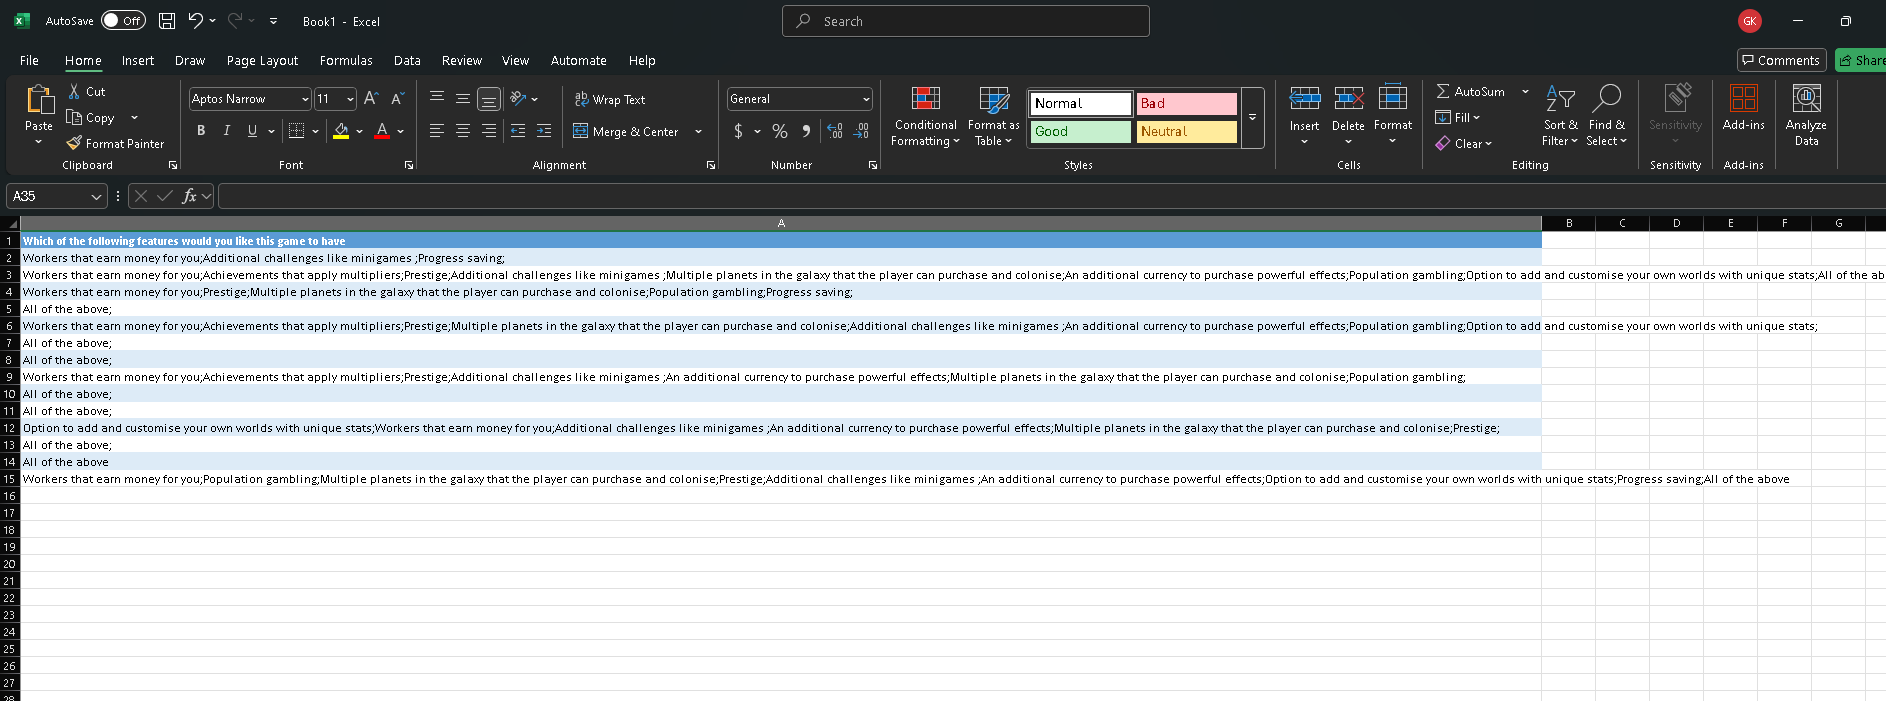 AutoSave Off Book1 - Excel Search GK
File Home Insert Draw Page Layout Formulas Data Review View Automate Help Comments Share
Paste Cut Copy Format Painter
Clipboard
Aptos Narrow 11 A A
B I U A
Font
Wrap Text
Merge & Center
Alignment
General
$ % 9 .00 .00
Number
Conditional Formatting Format as Table
Normal Bad
Good Neutral
Styles
Insert Delete Format
Cells
AutoSum Fill Clear
Sort & Filter Find & Select
Editing
Sensitivity
Sensitivity
Add-ins
Add-ins
Analyze Data
A35 fx
A B C D E F G
1 Which of the following features would you like this game to have
2 Workers that earn money for you;Additional challenges like minigames ;Progress saving;
3 Workers that earn money for you;Achievements that apply multipliers;Prestige;Additional challenges like minigames ;Multiple planets in the galaxy that the player can purchase and colonise;An additional currency to purchase powerful effects;Population gambling;Option to add and customise your own worlds with unique stats;All of the ab
4 Workers that earn money for you;Prestige;Multiple planets in the galaxy that the player can purchase and colonise;Population gambling;Progress saving;
5 All of the above;
6 Workers that earn money for you;Achievements that apply multipliers;Prestige;Multiple planets in the galaxy that the player can purchase and colonise;Additional challenges like minigames ;An additional currency to purchase powerful effects;Population gambling;Option to add and customise your own worlds with unique stats;
7 All of the above;
8 All of the above;
9 Workers that earn money for you;Achievements that apply multipliers;Prestige;Additional challenges like minigames ;An additional currency to purchase powerful effects;Multiple planets in the galaxy that the player can purchase and colonise;Population gambling;
10 All of the above;
11 All of the above;
12 Option to add and customise your own worlds with unique stats;Workers that earn money for you;Additional challenges like minigames ;An additional currency to purchase powerful effects;Multiple planets in the galaxy that the player can purchase and colonise;Prestige;
13 All of the above;
14 All of the above
15 Workers that earn money for you;Population gambling;Multiple planets in the galaxy that the player can purchase and colonise;Prestige;Additional challenges like minigames ;An additional currency to purchase powerful effects;Option to add and customise your own worlds with unique stats;Progress saving;All of the above
16
17
18
19
20
21
22
23
24
25
26
27
28